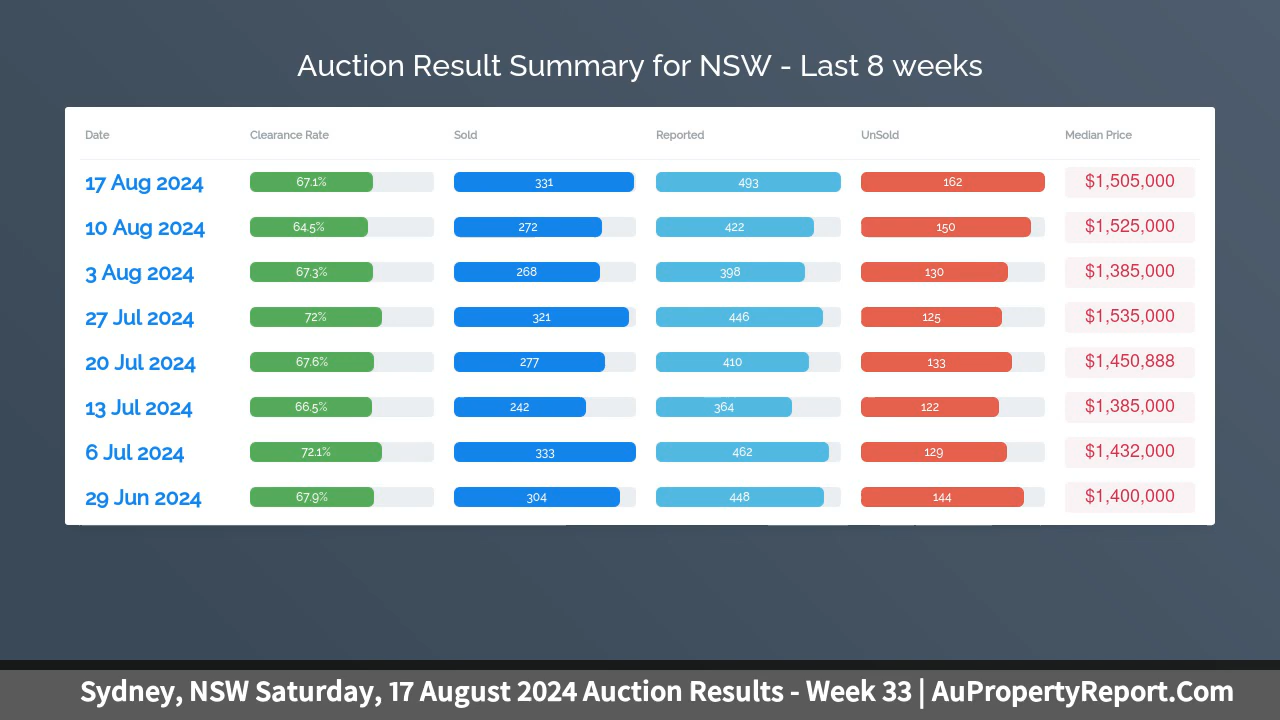 Auction Result Summary for NSW - Last 8 weeks
Date Clearance Rate Sold Reported UnSold Median Price
17 Aug 2024 67.1% 331 493 162 $1,505,000
10 Aug 2024 64.5% 272 422 150 $1,525,000
3 Aug 2024 67.3% 268 398 130 $1,385,000
27 Jul 2024 72% 321 446 125 $1,535,000
20 Jul 2024 67.6% 277 410 133 $1,450,888
13 Jul 2024 66.5% 242 364 122 $1,385,000
6 Jul 2024 72.1% 333 462 129 $1,432,000
29 Jun 2024 67.9% 304 448 144 $1,400,000
Sydney, NSW Saturday, 17 August 2024 Auction Results - Week 33 | AuPropertyReport.Com